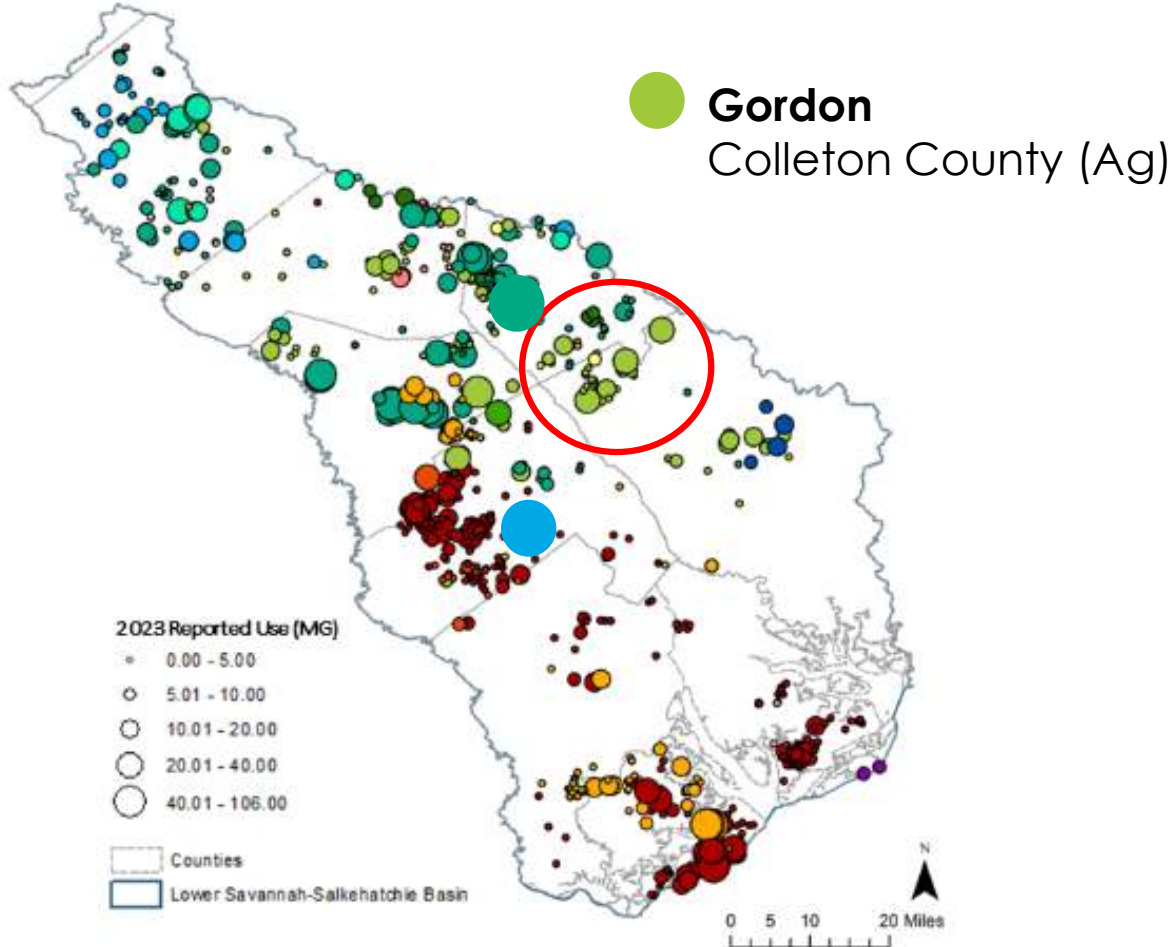 Gordon
Colleton County (Ag)
2023 Reported Use (MG)
0.00 - 5.00
5.01 - 10.00
10.01 - 20.00
20.01 - 40.00
40.01 - 106.00
Counties
Lower Savannah-Salkehatchie Basin
N
0 5 10 20 Miles